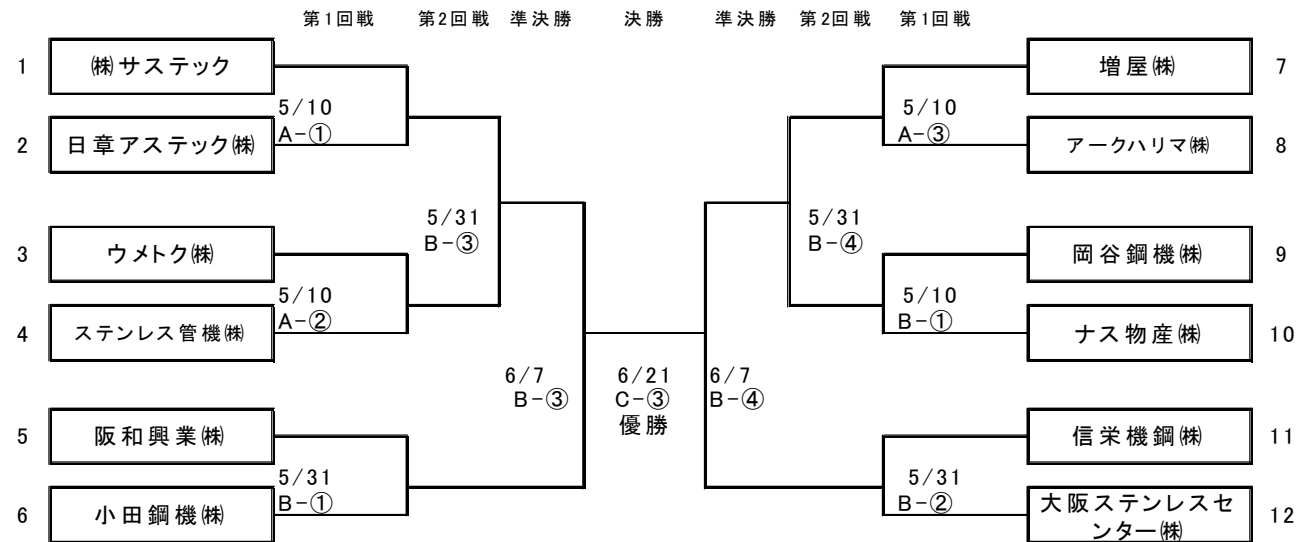 第1回戦 第2回戦 準決勝 決勝 準決勝 第2回戦 第1回戦
1 ㈱サステック
5/10
A-①
2 日章アステック㈱
5/31
B-③
3 ウメトク㈱
5/10
A-②
4 ステンレス管機㈱
6/7
B-③
5 阪和興業㈱
5/31
B-①
6 小田鋼機㈱
6/21
C-③
優勝
増屋㈱ 7
5/10
A-③
アークハリマ㈱ 8
5/31
B-④
岡谷鋼機㈱ 9
5/10
B-①
ナス物産㈱ 10
6/7
B-④
信栄機鋼㈱ 11
5/31
B-②
大阪ステンレスセ
ンター㈱ 12